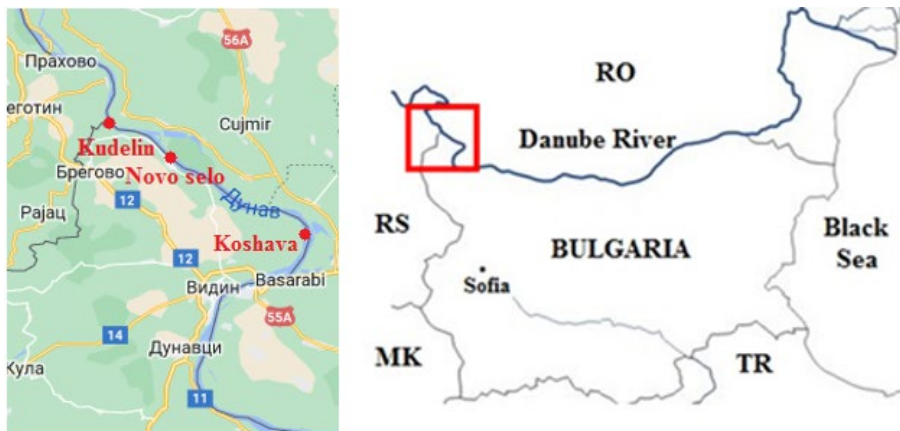 56A
Прахово
еготин
Cujmir
Kudelin
Novo selo
Брегово
12
Дунав
Рајац
Koshava
12
Basarabi
Видин
55A
14
Дунавци
Кула
11
RO
Danube River
RS
BULGARIA
Black
Sea
Sofia
MK
TR